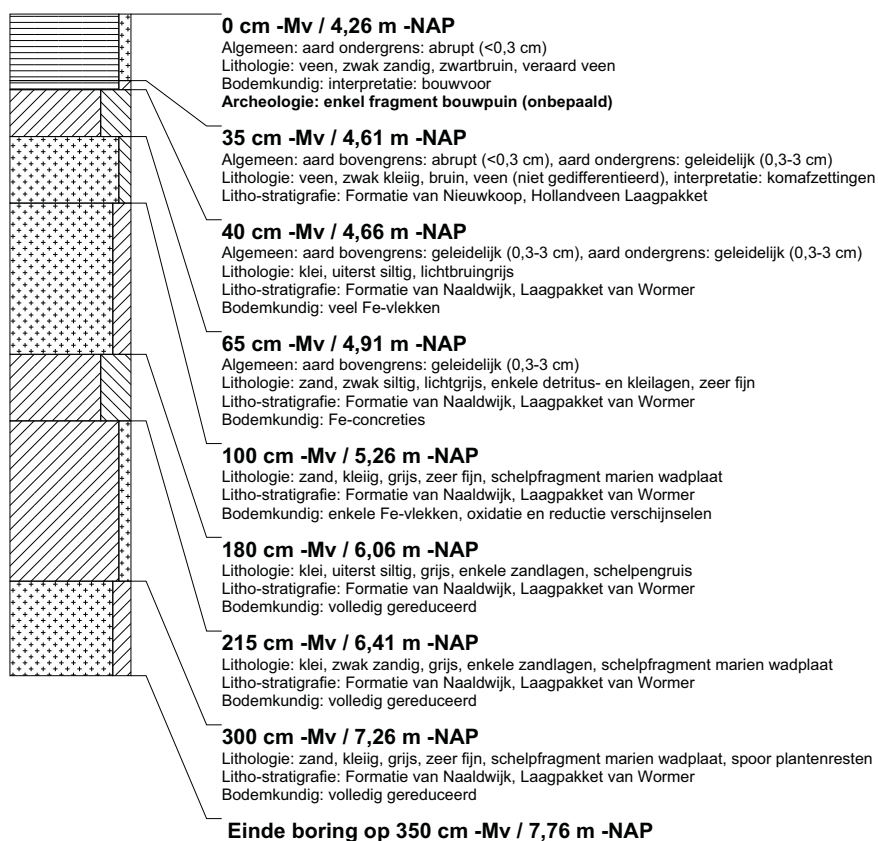 0 cm -Mv / 4,26 m -NAP
Algemeen: aard ondergrens: abrupt (<0,3 cm)
Lithologie: veen, zwak zandig, zwartbruin, veraard veen
Bodemkundig: interpretatie: bouwvoor
Archeologie: enkel fragment bouwpuin (onbepaald)
35 cm -Mv / 4,61 m -NAP
Algemeen: aard bovengrens: abrupt (<0,3 cm), aard ondergrens: geleidelijk (0,3-3 cm)
Lithologie: veen, zwak kleiig, bruin, veen (niet gedifferentieerd), interpretatie: komafzettingen
Litho-stratigrafie: Formatie van Nieuwkoop, Hollandveen Laagpakket
40 cm -Mv / 4,66 m -NAP
Algemeen: aard bovengrens: geleidelijk (0,3-3 cm), aard ondergrens: geleidelijk (0,3-3 cm)
Lithologie: klei, uiterst siltig, lichtbruingrijs
Litho-stratigrafie: Formatie van Naaldwijk, Laagpakket van Wormer
Bodemkundig: veel Fe-vlekken
65 cm -Mv / 4,91 m -NAP
Algemeen: aard bovengrens: geleidelijk (0,3-3 cm)
Lithologie: zand, zwak siltig, lichtgrijs, enkele detritus- en kleilagen, zeer fijn
Litho-stratigrafie: Formatie van Naaldwijk, Laagpakket van Wormer
Bodemkundig: Fe-concreties
100 cm -Mv / 5,26 m -NAP
Lithologie: zand, kleiig, grijs, zeer fijn, schelpfragment marien wadplaat
Litho-stratigrafie: Formatie van Naaldwijk, Laagpakket van Wormer
Bodemkundig: enkele Fe-vlekken, oxidatie en reductie verschijnselen
180 cm -Mv / 6,06 m -NAP
Lithologie: klei, uiterst siltig, grijs, enkele zandlagen, schelpengruis
Litho-stratigrafie: Formatie van Naaldwijk, Laagpakket van Wormer
Bodemkundig: volledig gereduceerd
215 cm -Mv / 6,41 m -NAP
Lithologie: klei, zwak zandig, grijs, enkele zandlagen, schelpfragment marien wadplaat
Litho-stratigrafie: Formatie van Naaldwijk, Laagpakket van Wormer
Bodemkundig: volledig gereduceerd
300 cm -Mv / 7,26 m -NAP
Lithologie: zand, kleiig, grijs, zeer fijn, schelpfragment marien wadplaat, spoor plantenresten
Litho-stratigrafie: Formatie van Naaldwijk, Laagpakket van Wormer
Bodemkundig: volledig gereduceerd
Einde boring op 350 cm -Mv / 7,76 m -NAP